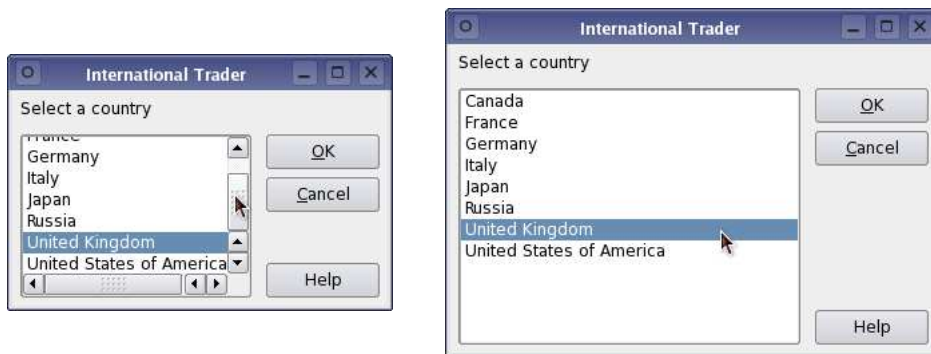 International Trader
Select a country
France
Germany
Italy
Japan
Russia
United Kingdom
United States of America
OK
Cancel
Help
International Trader
Select a country
Canada
France
Germany
Italy
Japan
Russia
United Kingdom
United States of America
OK
Cancel
Help